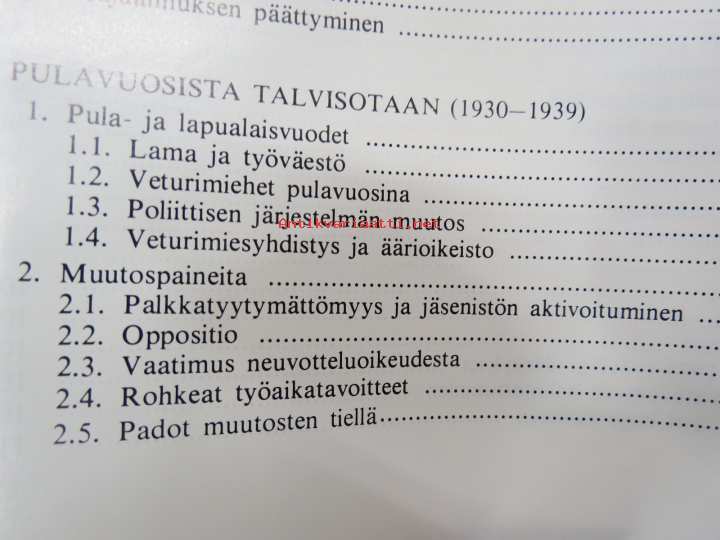 päättyminen ..............................
PULAVUOSISTA TALVISOTAAN (1930—1939)
1. Pula- ja lapualaisvuodet ..............................
1.1. Lama ja työväestö ..............................
1.2. Veturimiehet pulavuosina ..............................
1.3. Poliittisen järjestelmän muutos ..............................
Antikvariaatti.net
1.4. Veturimiesyhdistys ja äärioikeisto ..............................
2. Muutospaineita ..............................
2.1. Palkkatyytymättömyys ja jäsenistön aktivoituminen ...
2.2. Oppositio ..............................
2.3. Vaatimus neuvotteluoikeudesta ..............................
2.4. Rohkeat työaikatavoitteet ..............................
2.5. Padot muutosten tiellä ..............................